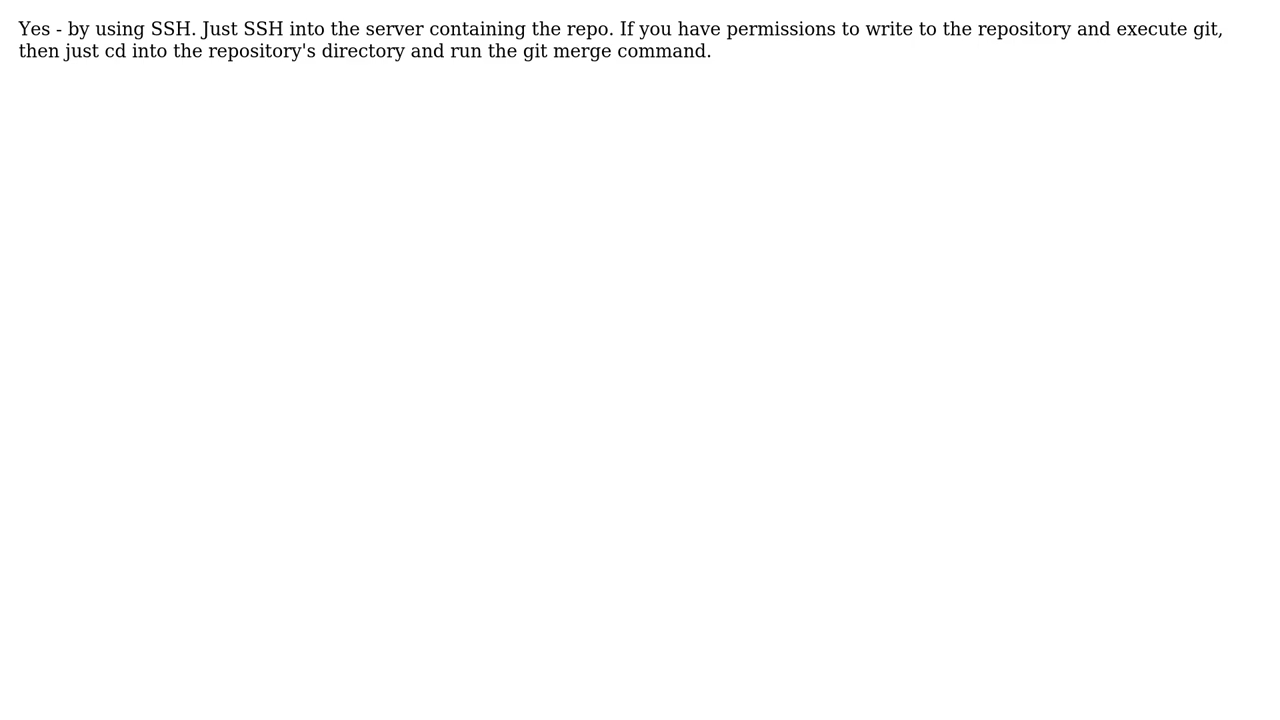 Yes - by using SSH. Just SSH into the server containing the repo. If you have permissions to write to the repository and execute git,
then just cd into the repository's directory and run the git merge command.